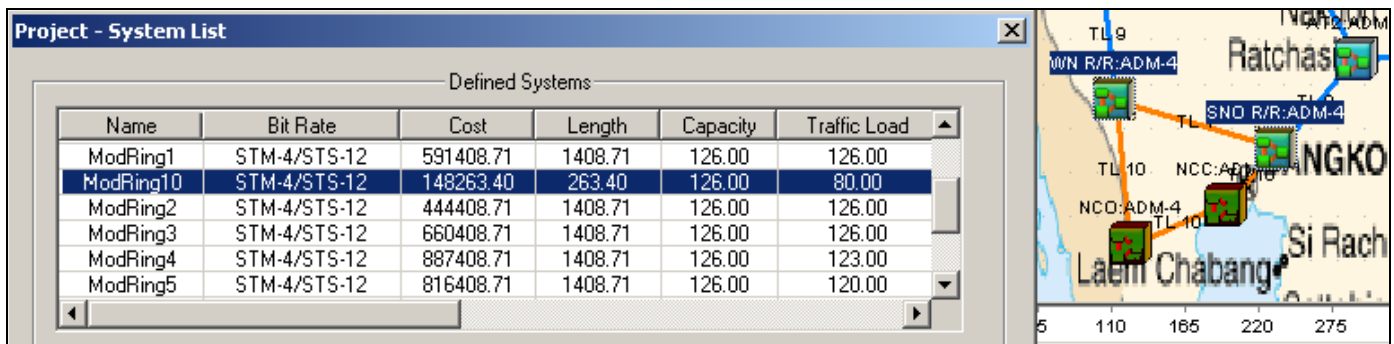 Project - System List
Defined Systems
Name Bit Rate Cost Length Capacity Traffic Load
ModRing1 STM-4/STS-12 591408.71 1408.71 126.00 126.00
ModRing10 STM-4/STS-12 148263.40 263.40 126.00 80.00
ModRing2 STM-4/STS-12 444408.71 1408.71 126.00 126.00
ModRing3 STM-4/STS-12 660408.71 1408.71 126.00 126.00
ModRing4 STM-4/STS-12 887408.71 1408.71 126.00 123.00
ModRing5 STM-4/STS-12 816408.71 1408.71 126.00 120.00
TL 9
AT2:ADM
Ratchas
WN R/R:ADM-4
SNO R/R:ADM-4
NGKO
TL 10
NCO:ADM-4
TL 10
Si Rach
Laem Chabang
110 165 220 275